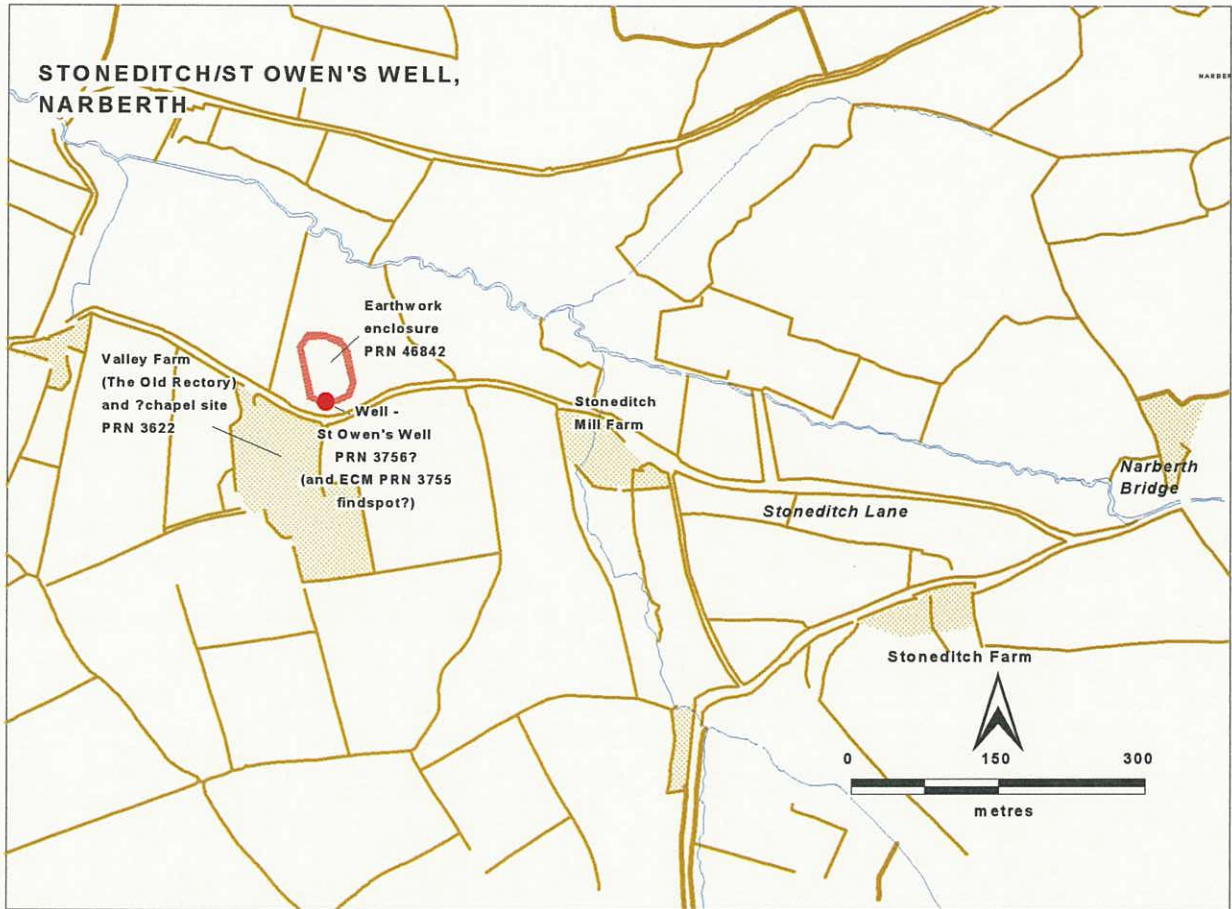 STONEDITCH/ST OWEN'S WELL,
NARBERTH
Earthwork
enclosure
PRN 46842
Valley Farm
(The Old Rectory)
and ?chapel site
PRN 3622
Well -
St Owen's Well
PRN 3756?
(and ECM PRN 3755
findspot?)
Stoneditch
Mill Farm
Stoneditch Lane
Narberth
Bridge
Stoneditch Farm
0 150 300
metres